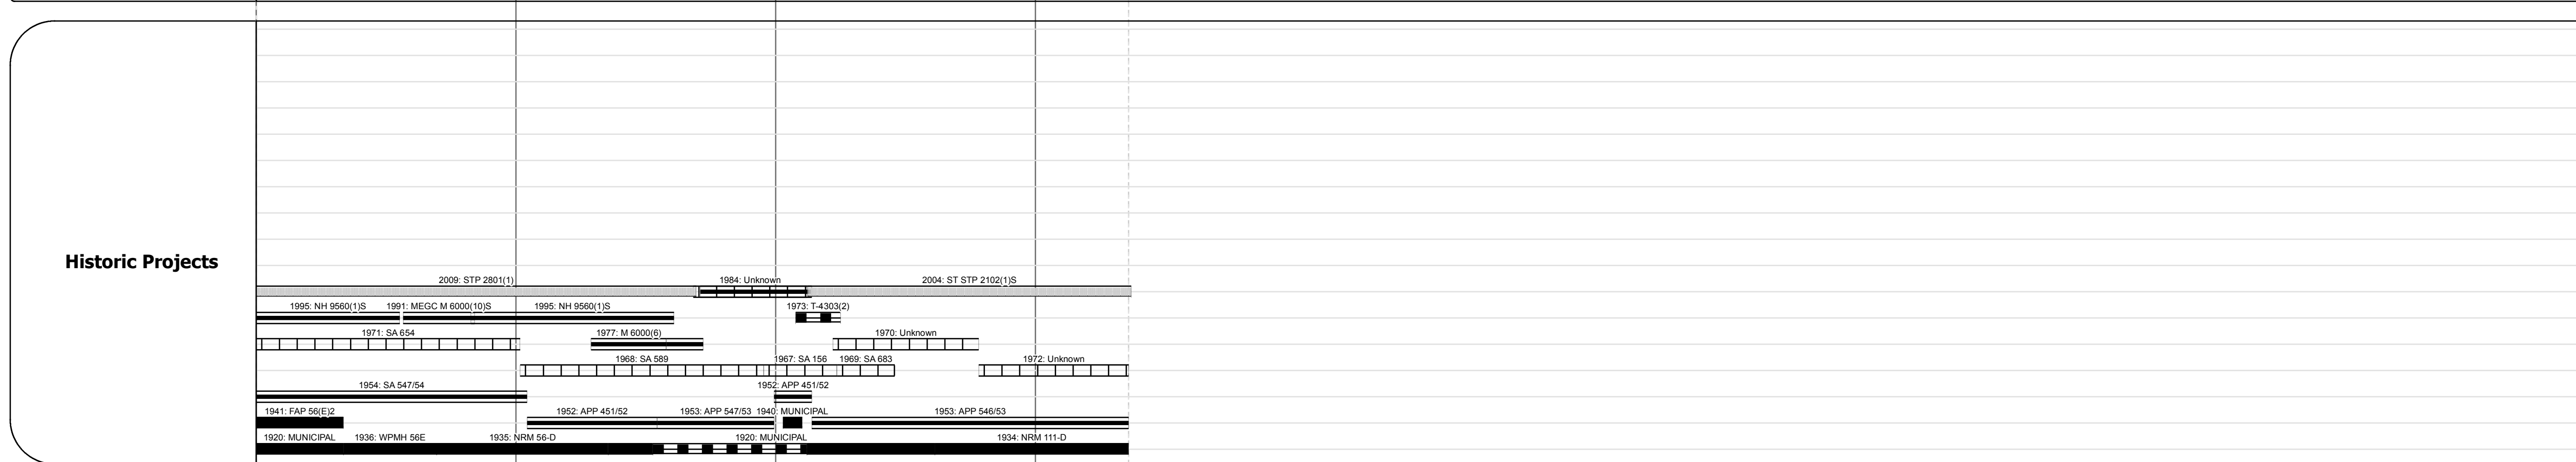 Historic Projects
2009: STP 2801(1)
1984: Unknown
2004: ST STP 2102(1)S
1995: NH 9560(1)S
1991: MEGC M 6000(10)S
1995: NH 9560(1)S
1973: T-4303(2)
1971: SA 654
1977: M 6000(6)
1970: Unknown
1968: SA 589
1967: SA 156
1969: SA 683
1972: Unknown
1954: SA 547/54
1952: APP 451/52
1941: FAP 56(E)2
1952: APP 451/52
1953: APP 547/53
1940: MUNICIPAL
1953: APP 546/53
1920: MUNICIPAL
1936: WPMH 56E
1935: NRM 56-D
1920: MUNICIPAL
1934: NRM 111-D